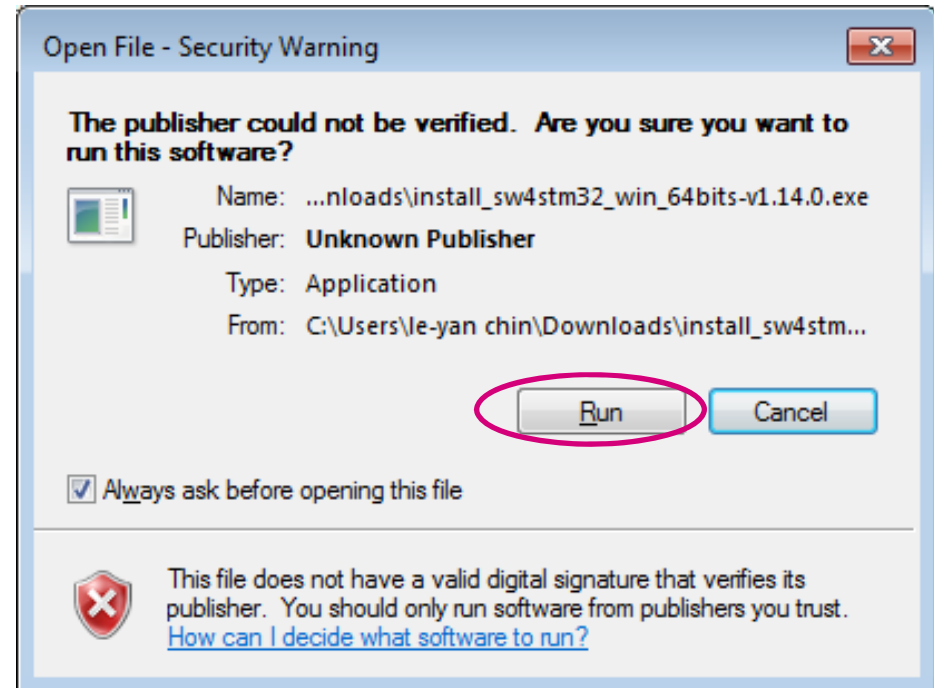 Open File - Security Warning
The publisher could not be verified. Are you sure you want to
run this software?
Name: ...nloads\install_sw4stm32_win_64bits-v1.14.0.exe
Publisher: Unknown Publisher
Type: Application
From: C:\Users\le-yan chin\Downloads\install_sw4stm...
Run Cancel
Always ask before opening this file
This file does not have a valid digital signature that verifies its
publisher. You should only run software from publishers you trust.
How can I decide what software to run?